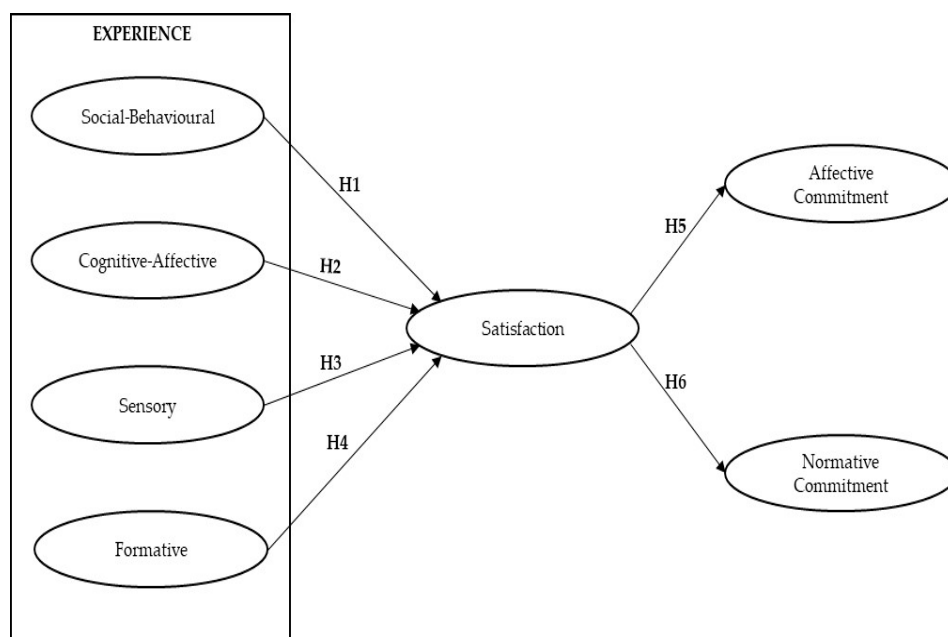 EXPERIENCE
Social-Behavioural
H1
Cognitive-Affective
H2
Sensory
H3
Formative
H4
Satisfaction
H5
Affective
Commitment
H6
Normative
Commitment